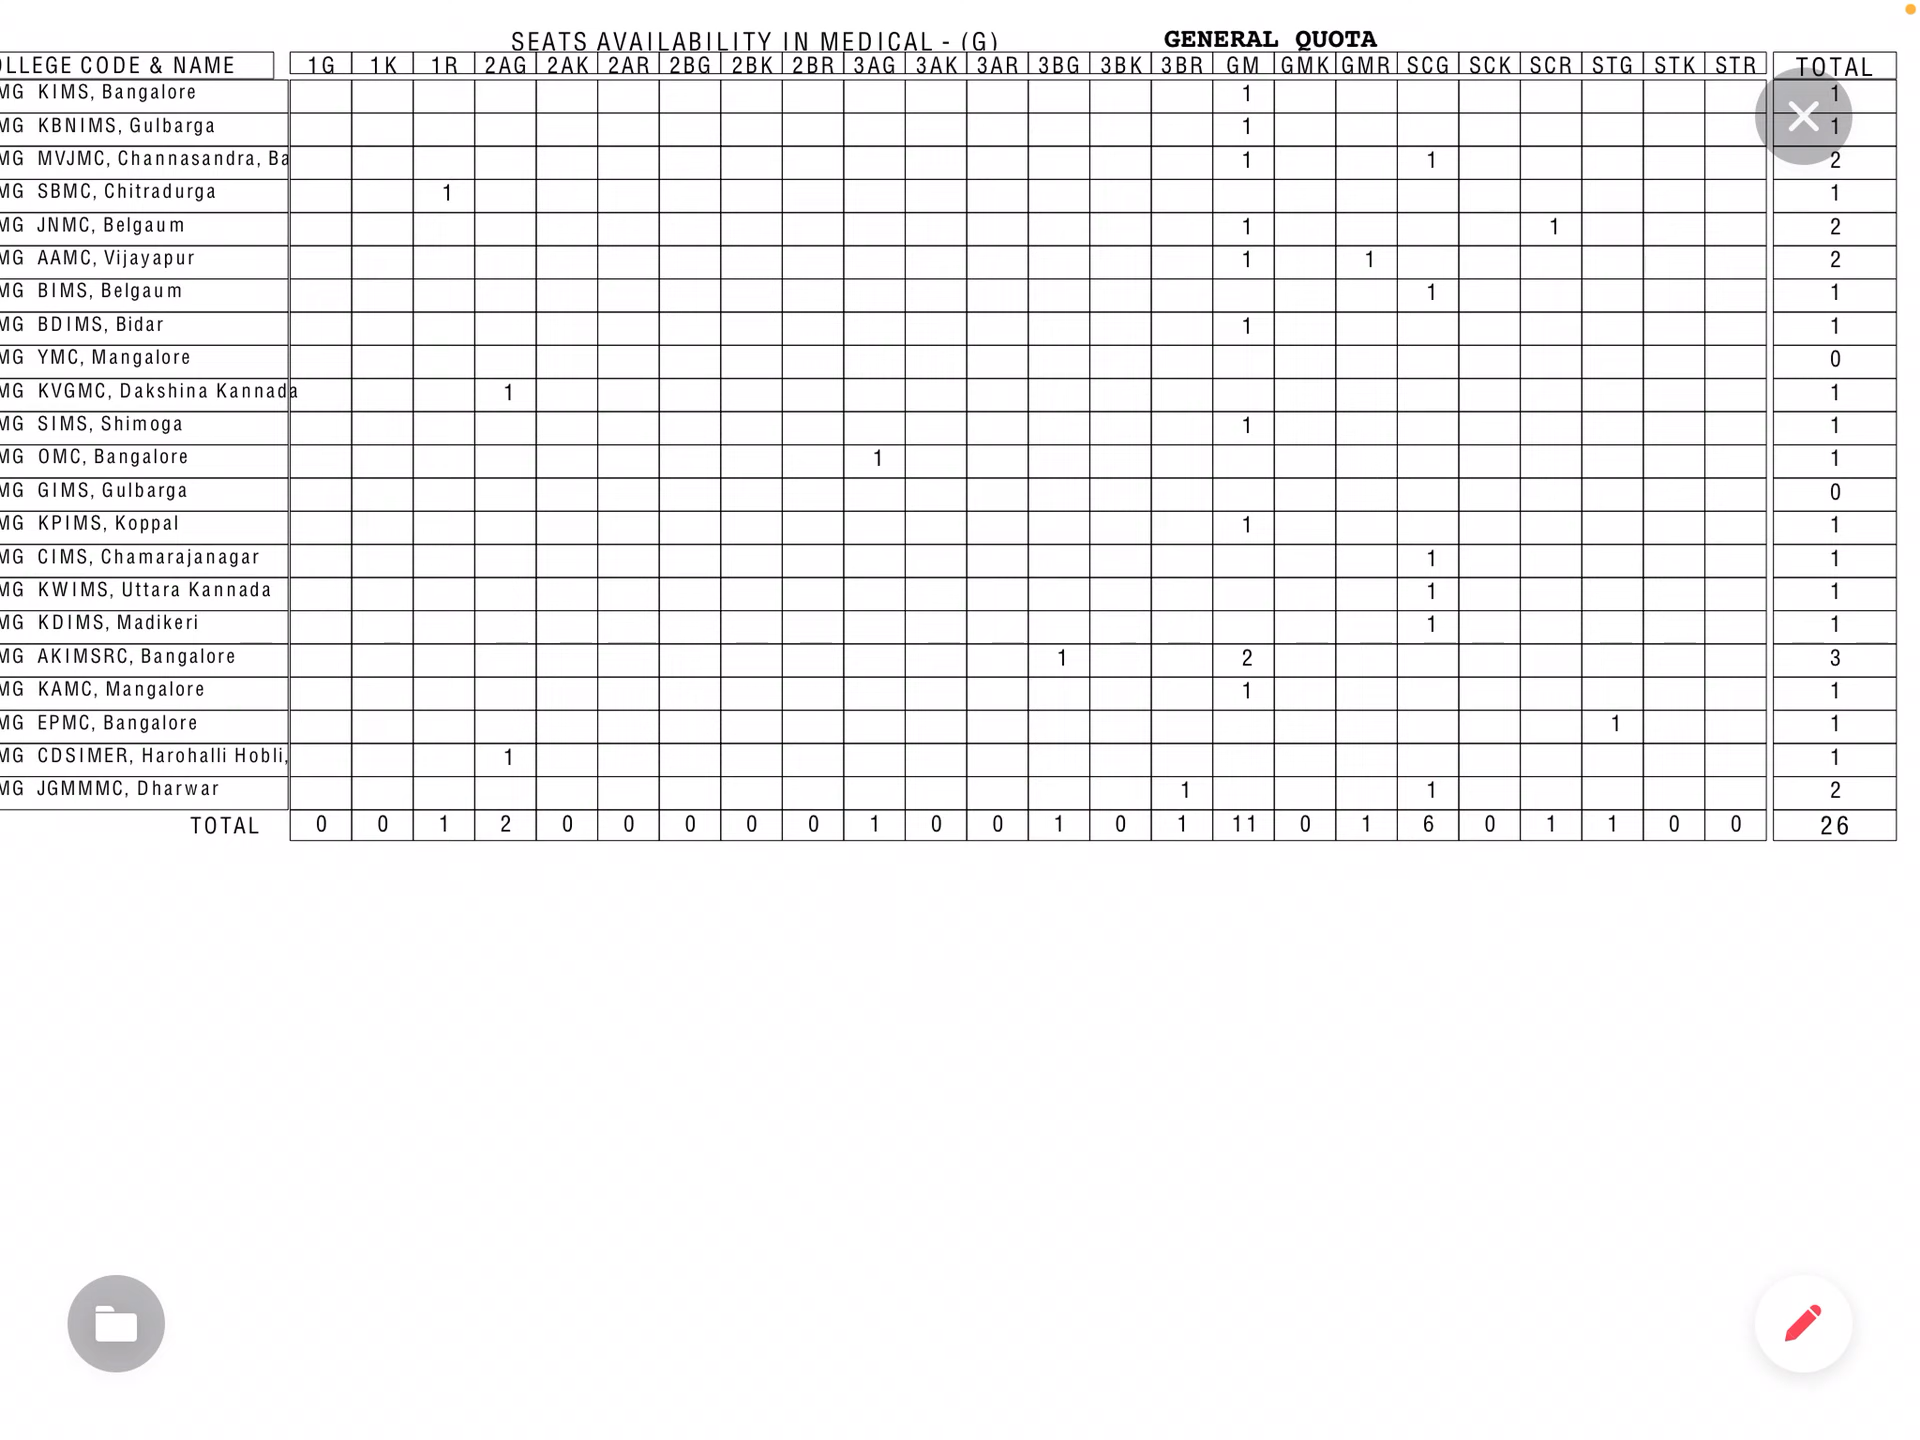 SEATS AVAILABILITY IN MEDICAL - (G) GENERAL QUOTA
LLEGE CODE & NAME 1G 1K 1R 2AG 2AK 2AR 2BG 2BK 2BR 3AG 3AK 3AR 3BG 3BK 3BR GM GMK GMR SCG SCK SCR STG STK STR TOTAL
MG KIMS, Bangalore 1 1
MG KBNIMS, Gulbarga 1 1
MG MVJMC, Channasandra, Ba 1 1 2
MG SBMC, Chitradurga 1 1
MG JNMC, Belgaum 1 1 2
MG AAMC, Vijayapur 1 1 2
MG BIMS, Belgaum 1 1
MG BDIMS, Bidar 1 1
MG YMC, Mangalore 0
MG KVGMC, Dakshina Kannada 1 1
MG SIMS, Shimoga 1 1
MG OMC, Bangalore 1 1
MG GIMS, Gulbarga 0
MG KPIMS, Koppal 1 1
MG CIMS, Chamarajanagar 1 1
MG KWIMS, Uttara Kannada 1 1
MG KDIMS, Madikeri 1 1
MG AKIMSRC, Bangalore 1 2 3
MG KAMC, Mangalore 1 1
MG EPMC, Bangalore 1 1
MG CDSIMER, Harohalli Hobli, 1 1
MG JGMMMC, Dharwar 1 1 2
TOTAL 0 0 1 2 0 0 0 0 0 1 0 0 1 0 1 11 0 1 6 0 1 1 0 0 26